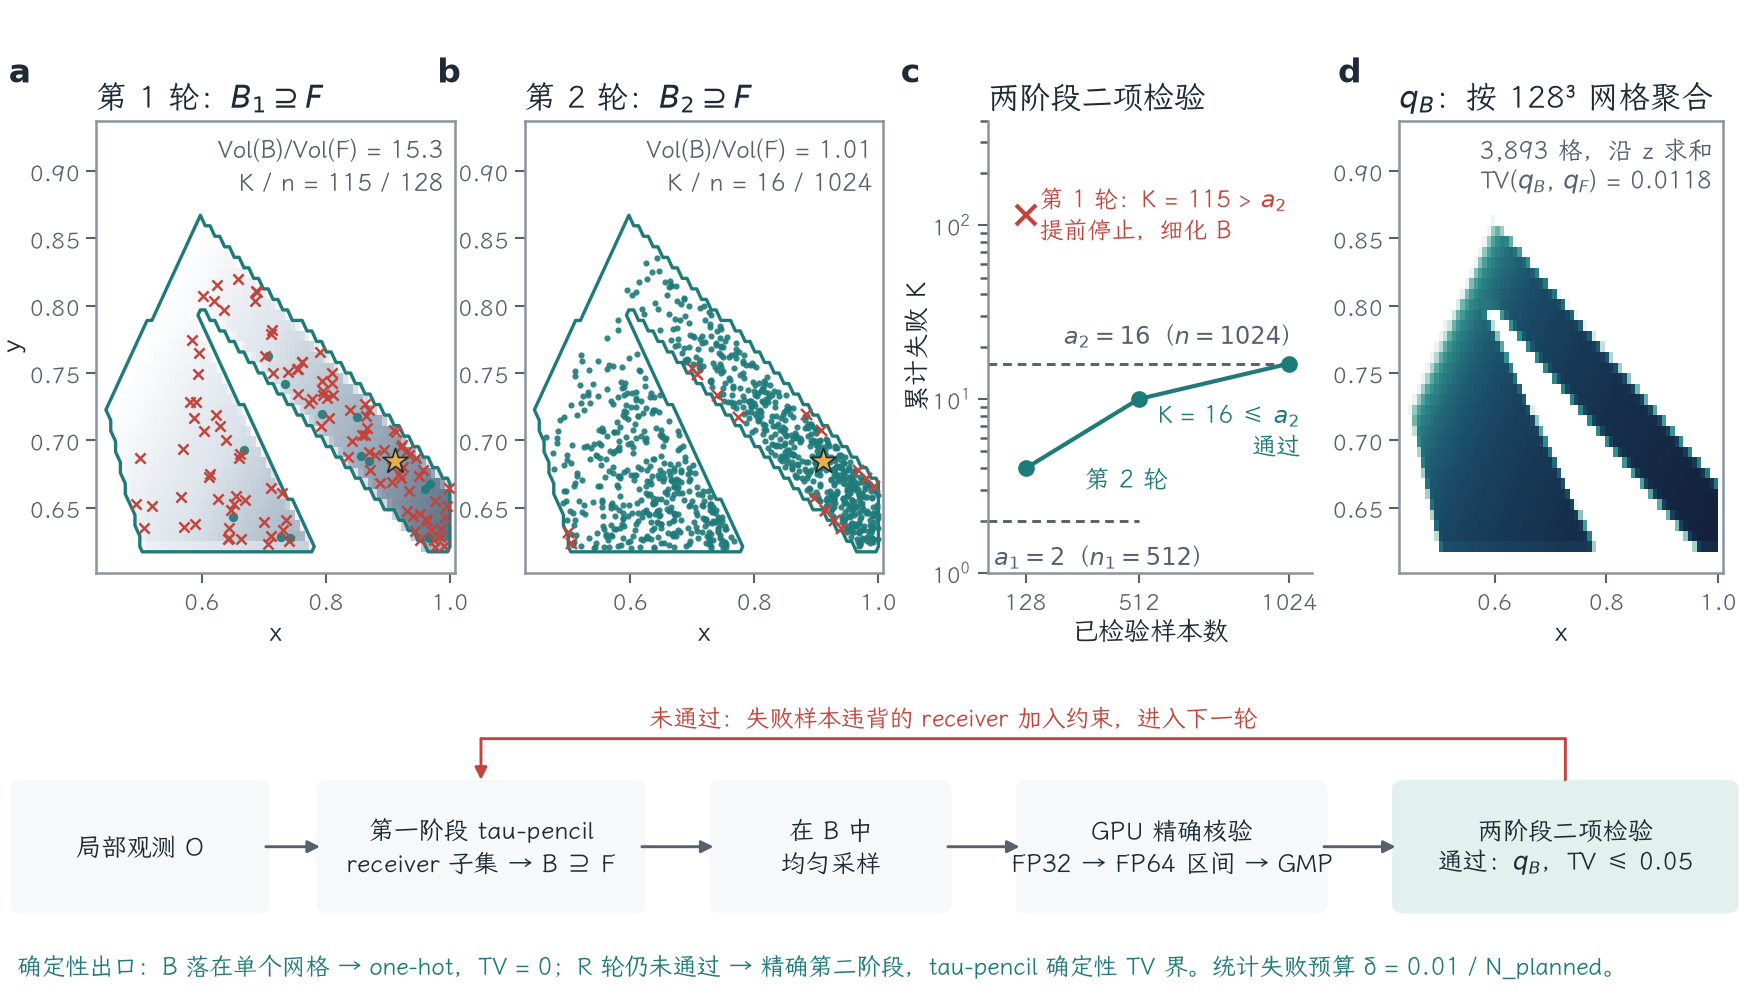 a
第 1 轮：B₁ ⊇ F
Vol(B)/Vol(F) = 15.3
K / n = 115 / 128
0.90
0.85
0.80
0.75
0.70
0.65
y
0.6
0.8
1.0
x
b
第 2 轮：B₂ ⊇ F
Vol(B)/Vol(F) = 1.01
K / n = 16 / 1024
0.90
0.85
0.80
0.75
0.70
0.65
0.6
0.8
1.0
x
c
两阶段二项检验
累计失败 K
10²
10¹
10⁰
第 1 轮：K = 115 > a₂
提前停止，细化 B
a₂ = 16（n = 1024）
K = 16 ≤ a₂
通过
第 2 轮
a₁ = 2（n₁ = 512）
128
512
1024
已检验样本数
d
q_B：按 128³ 网格聚合
3,893 格，沿 z 求和
TV(q_B, q_F) = 0.0118
0.90
0.85
0.80
0.75
0.70
0.65
0.6
0.8
1.0
x
未通过：失败样本违背的 receiver 加入约束，进入下一轮
局部观测 O
第一阶段 tau-pencil
receiver 子集 → B ⊇ F
在 B 中
均匀采样
GPU 精确核验
FP32 → FP64 区间 → GMP
两阶段二项检验
通过：q_B，TV ≤ 0.05
确定性出口：B 落在单个网格 → one-hot，TV = 0；R 轮仍未通过 → 精确第二阶段，tau-pencil 确定性 TV 界。统计失败预算 δ = 0.01 / N_planned。